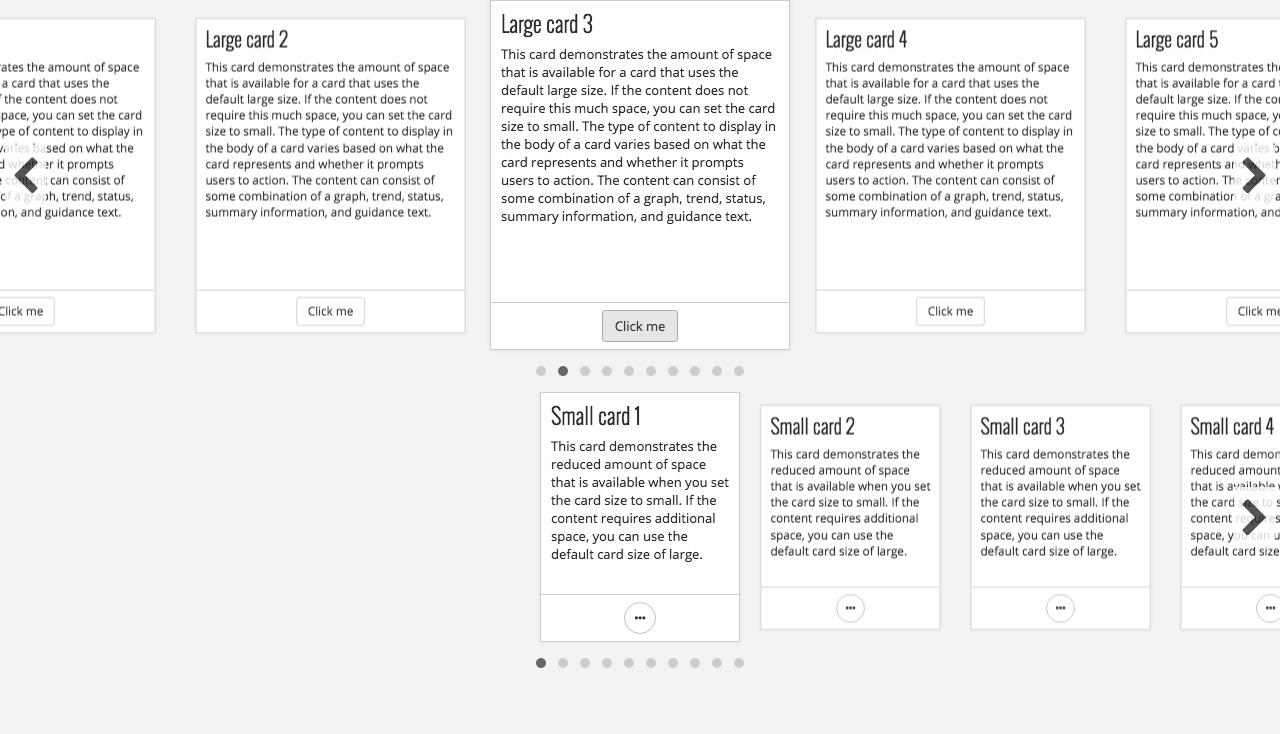 ates the amount of space
a card that uses the
f the content does not
space, you can set the card
ype of content to display in
varies based on what the
d whether it prompts
content can consist of
of a graph, trend, status,
on, and guidance text.
Click me
Large card 2
This card demonstrates the amount of space
that is available for a card that uses the
default large size. If the content does not
require this much space, you can set the card
size to small. The type of content to display in
the body of a card varies based on what the
card represents and whether it prompts
users to action. The content can consist of
some combination of a graph, trend, status,
summary information, and guidance text.
Click me
Large card 3
This card demonstrates the amount of space
that is available for a card that uses the
default large size. If the content does not
require this much space, you can set the card
size to small. The type of content to display in
the body of a card varies based on what the
card represents and whether it prompts
users to action. The content can consist of
some combination of a graph, trend, status,
summary information, and guidance text.
Click me
Large card 4
This card demonstrates the amount of space
that is available for a card that uses the
default large size. If the content does not
require this much space, you can set the card
size to small. The type of content to display in
the body of a card varies based on what the
card represents and whether it prompts
users to action. The content can consist of
some combination of a graph, trend, status,
summary information, and guidance text.
Click me
Large card 5
This card demonstrates the
that is available for a card
default large size. If the co
require this much space, y
size to small. The type of c
the body of a card varies b
card represents and wheth
users to action. The conte
some combination of a gra
summary information, and
Click me
Small card 1
This card demonstrates the
reduced amount of space
that is available when you set
the card size to small. If the
content requires additional
space, you can use the
default card size of large.
Small card 2
This card demonstrates the
reduced amount of space
that is available when you set
the card size to small. If the
content requires additional
space, you can use the
default card size of large.
Small card 3
This card demonstrates the
reduced amount of space
that is available when you set
the card size to small. If the
content requires additional
space, you can use the
default card size of large.
Small card 4
This card demon
reduced amount
that is available
the card size to s
content requires
space, you can u
default card size